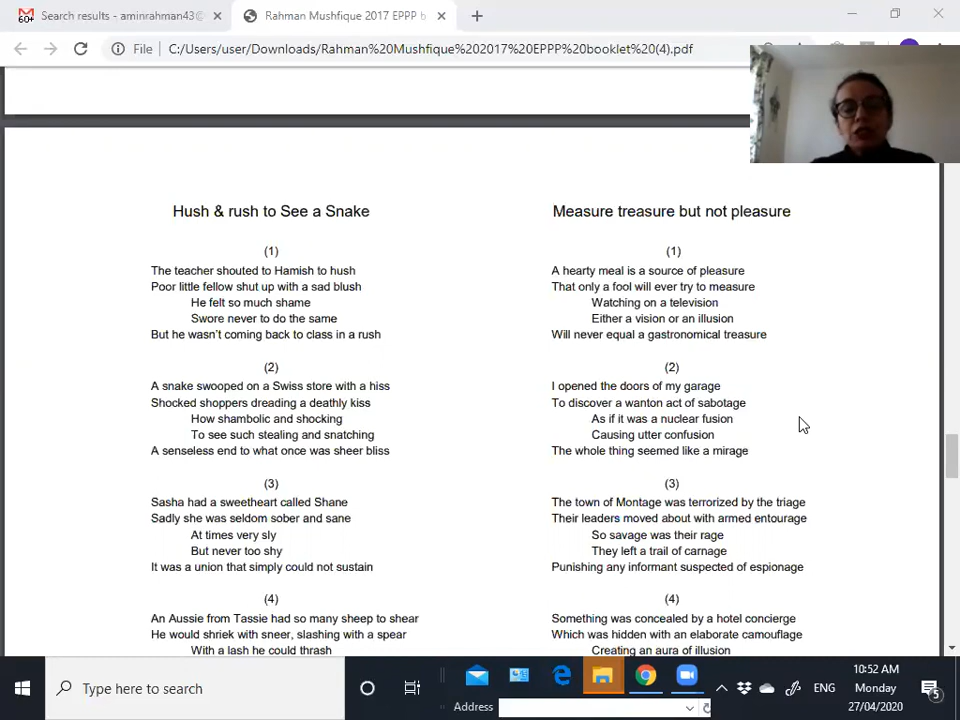 60+
Search results - aminrahman43@
Rahman Mushfique 2017 EPPP b
File
C:/Users/user/Downloads/Rahman%20Mushfique%202017%20EPPP%20booklet%20(4).pdf
Hush & rush to See a Snake
(1)
The teacher shouted to Hamish to hush
Poor little fellow shut up with a sad blush
He felt so much shame
Swore never to do the same
But he wasn't coming back to class in a rush
(2)
A snake swooped on a Swiss store with a hiss
Shocked shoppers dreading a deathly kiss
How shambolic and shocking
To see such stealing and snatching
A senseless end to what once was sheer bliss
(3)
Sasha had a sweetheart called Shane
Sadly she was seldom sober and sane
At times very sly
But never too shy
It was a union that simply could not sustain
(4)
An Aussie from Tassie had so many sheep to shear
He would shriek with sneer, slashing with a spear
With a lash he could thrash
Measure treasure but not pleasure
(1)
A hearty meal is a source of pleasure
That only a fool will ever try to measure
Watching on a television
Either a vision or an illusion
Will never equal a gastronomical treasure
(2)
I opened the doors of my garage
To discover a wanton act of sabotage
As if it was a nuclear fusion
Causing utter confusion
The whole thing seemed like a mirage
(3)
The town of Montage was terrorized by the triage
Their leaders moved about with armed entourage
So savage was their rage
They left a trail of carnage
Punishing any informant suspected of espionage
(4)
Something was concealed by a hotel concierge
Which was hidden with an elaborate camouflage
Creating an aura of illusion
Type here to search
Address
ENG
10:52 AM
Monday
27/04/2020
5